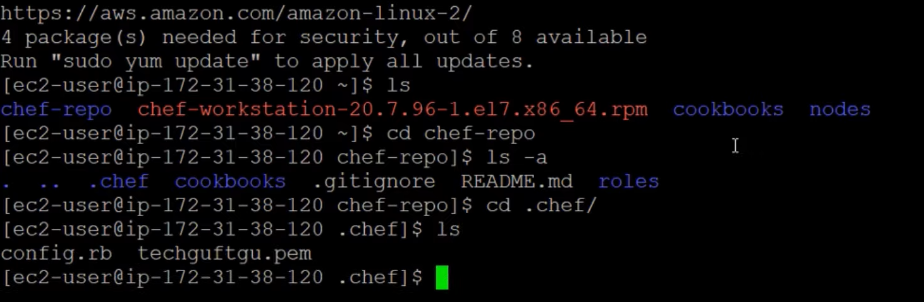 https://aws.amazon.com/amazon-linux-2/
4 package(s) needed for security, out of 8 available
Run "sudo yum update" to apply all updates.
[ec2-user@ip-172-31-38-120 ~]$ ls
chef-repo  chef-workstation-20.7.96-1.el7.x86_64.rpm  cookbooks  nodes
[ec2-user@ip-172-31-38-120 ~]$ cd chef-repo
[ec2-user@ip-172-31-38-120 chef-repo]$ ls -a
.  ..  .chef  cookbooks  .gitignore  README.md  roles
[ec2-user@ip-172-31-38-120 chef-repo]$ cd .chef/
[ec2-user@ip-172-31-38-120 .chef]$ ls
config.rb  techguftgu.pem
[ec2-user@ip-172-31-38-120 .chef]$